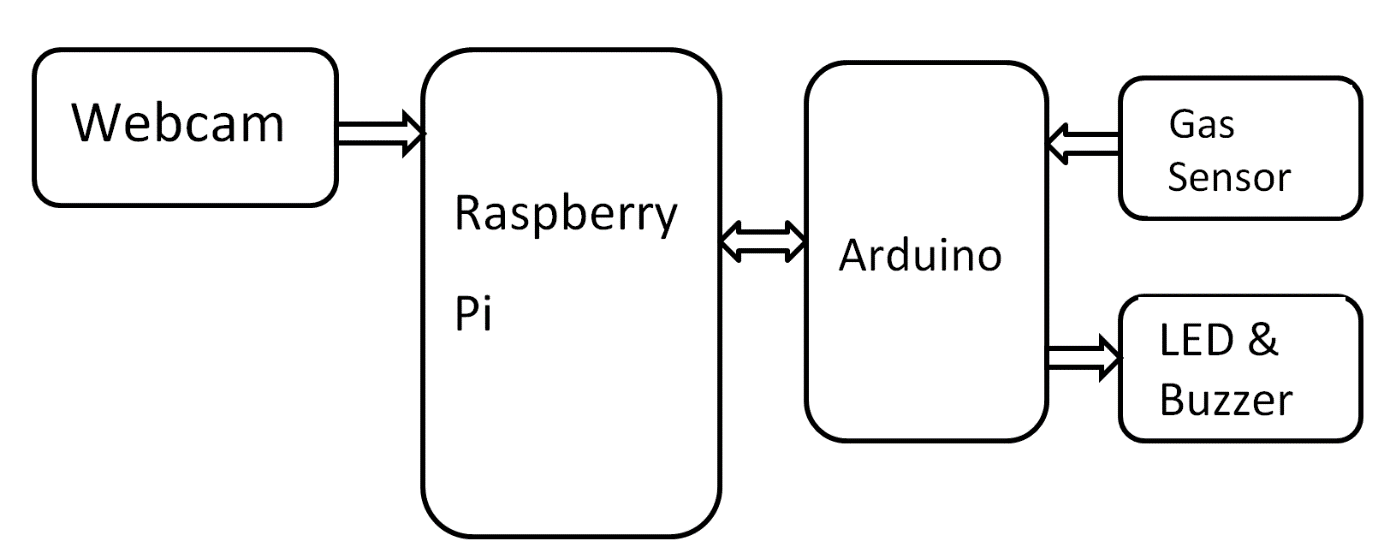 Webcam
Raspberry
Pi
Arduino
Gas
Sensor
LED &
Buzzer